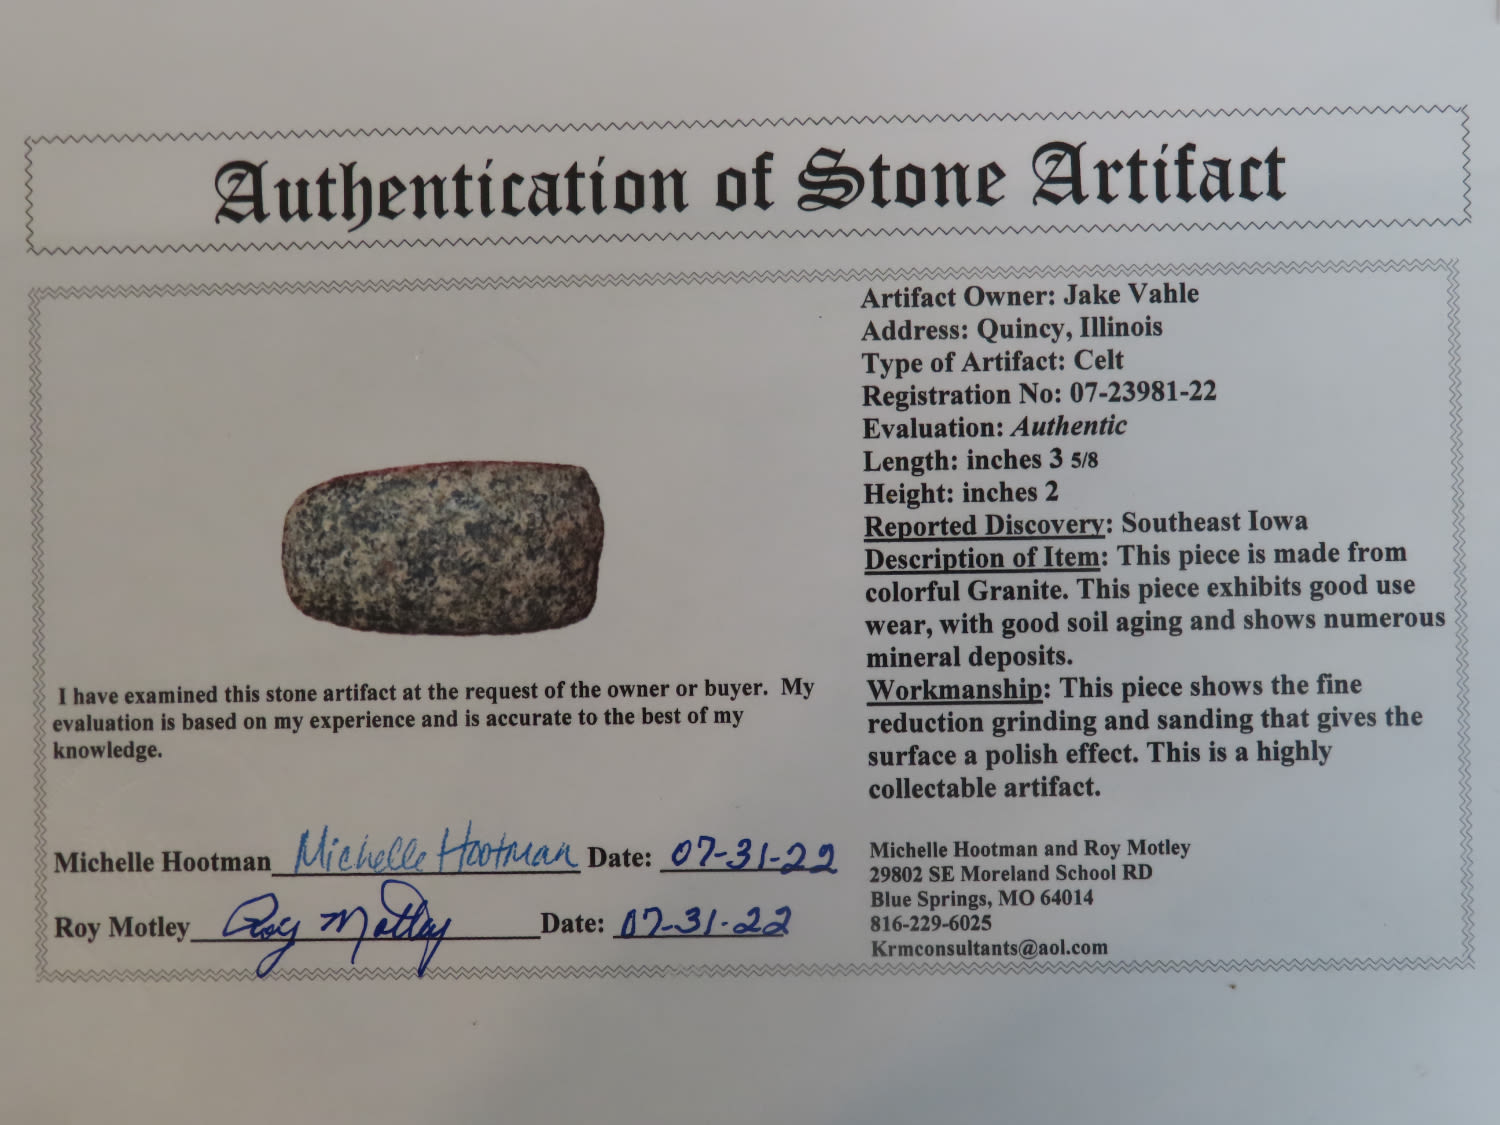 Authentication of Stone Artifact
Artifact Owner: Jake Vahle
Address: Quincy, Illinois
Type of Artifact: Celt
Registration No: 07-23981-22
Evaluation: Authentic
Length: inches 3 5/8
Height: inches 2
Reported Discovery: Southeast Iowa
Description of Item: This piece is made from
colorful Granite. This piece exhibits good use
wear, with good soil aging and shows numerous
mineral deposits.
Workmanship: This piece shows the fine
reduction grinding and sanding that gives the
surface a polish effect. This is a highly
collectable artifact.
I have examined this stone artifact at the request of the owner or buyer. My
evaluation is based on my experience and is accurate to the best of my
knowledge.
Michelle Hootman Michelle Hootman Date: 07-31-22
Roy Motley Roy Motley Date: 07-31-22
Michelle Hootman and Roy Motley
29802 SE Moreland School RD
Blue Springs, MO 64014
816-229-6025
Krmconsultants@aol.com